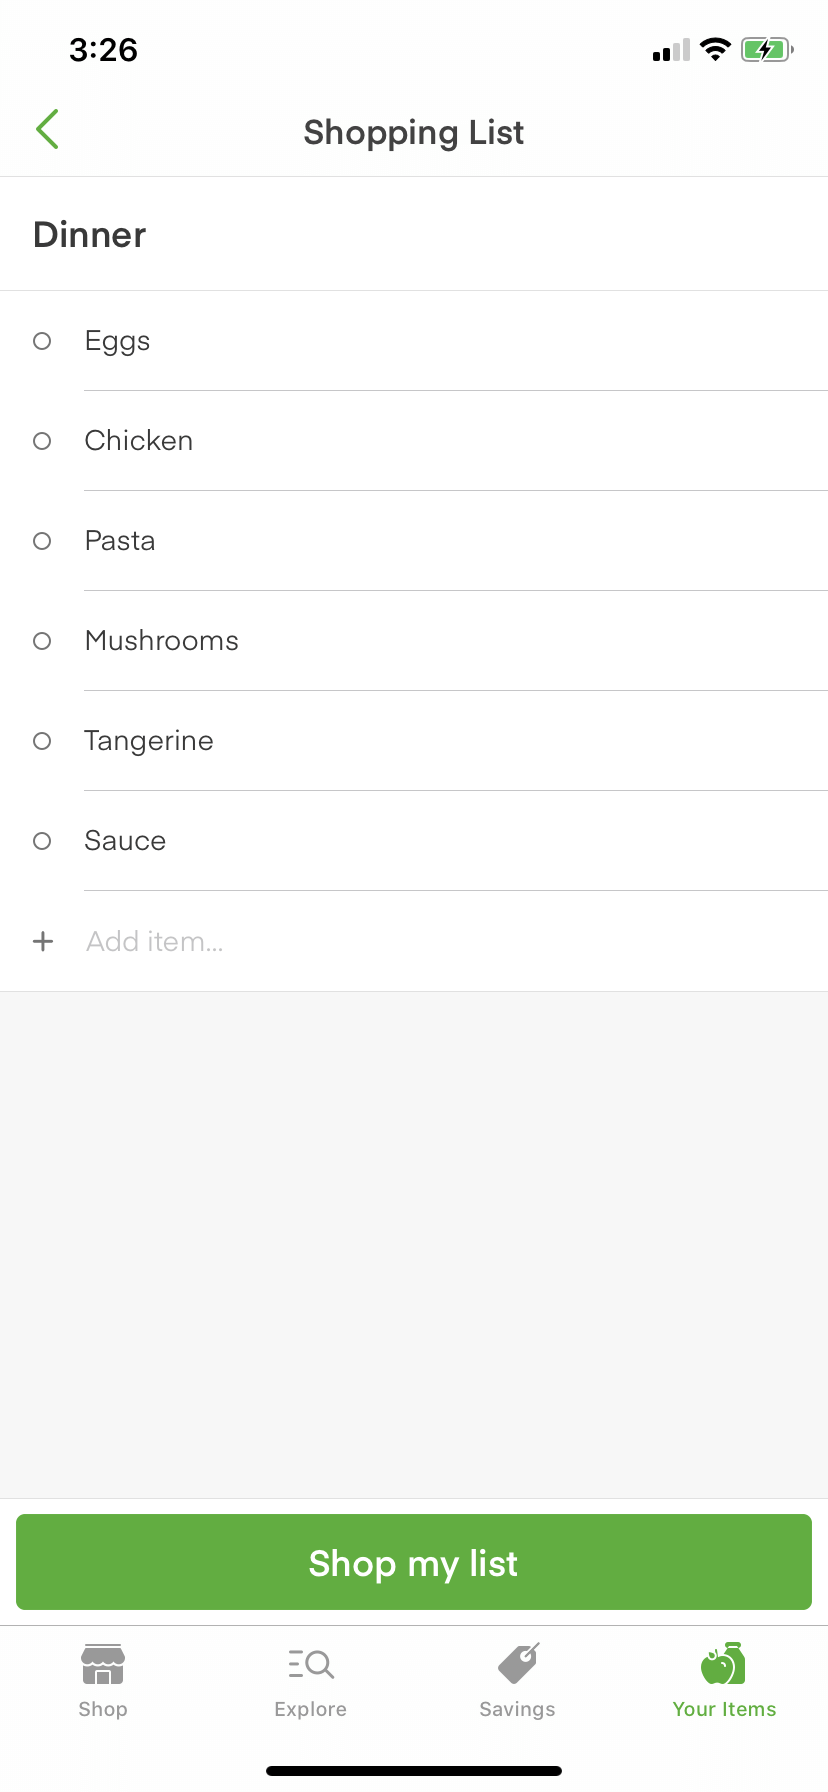 3:26
Shopping List
Dinner
Eggs
Chicken
Pasta
Mushrooms
Tangerine
Sauce
Add item...
Shop my list
Shop
Explore
Savings
Your Items